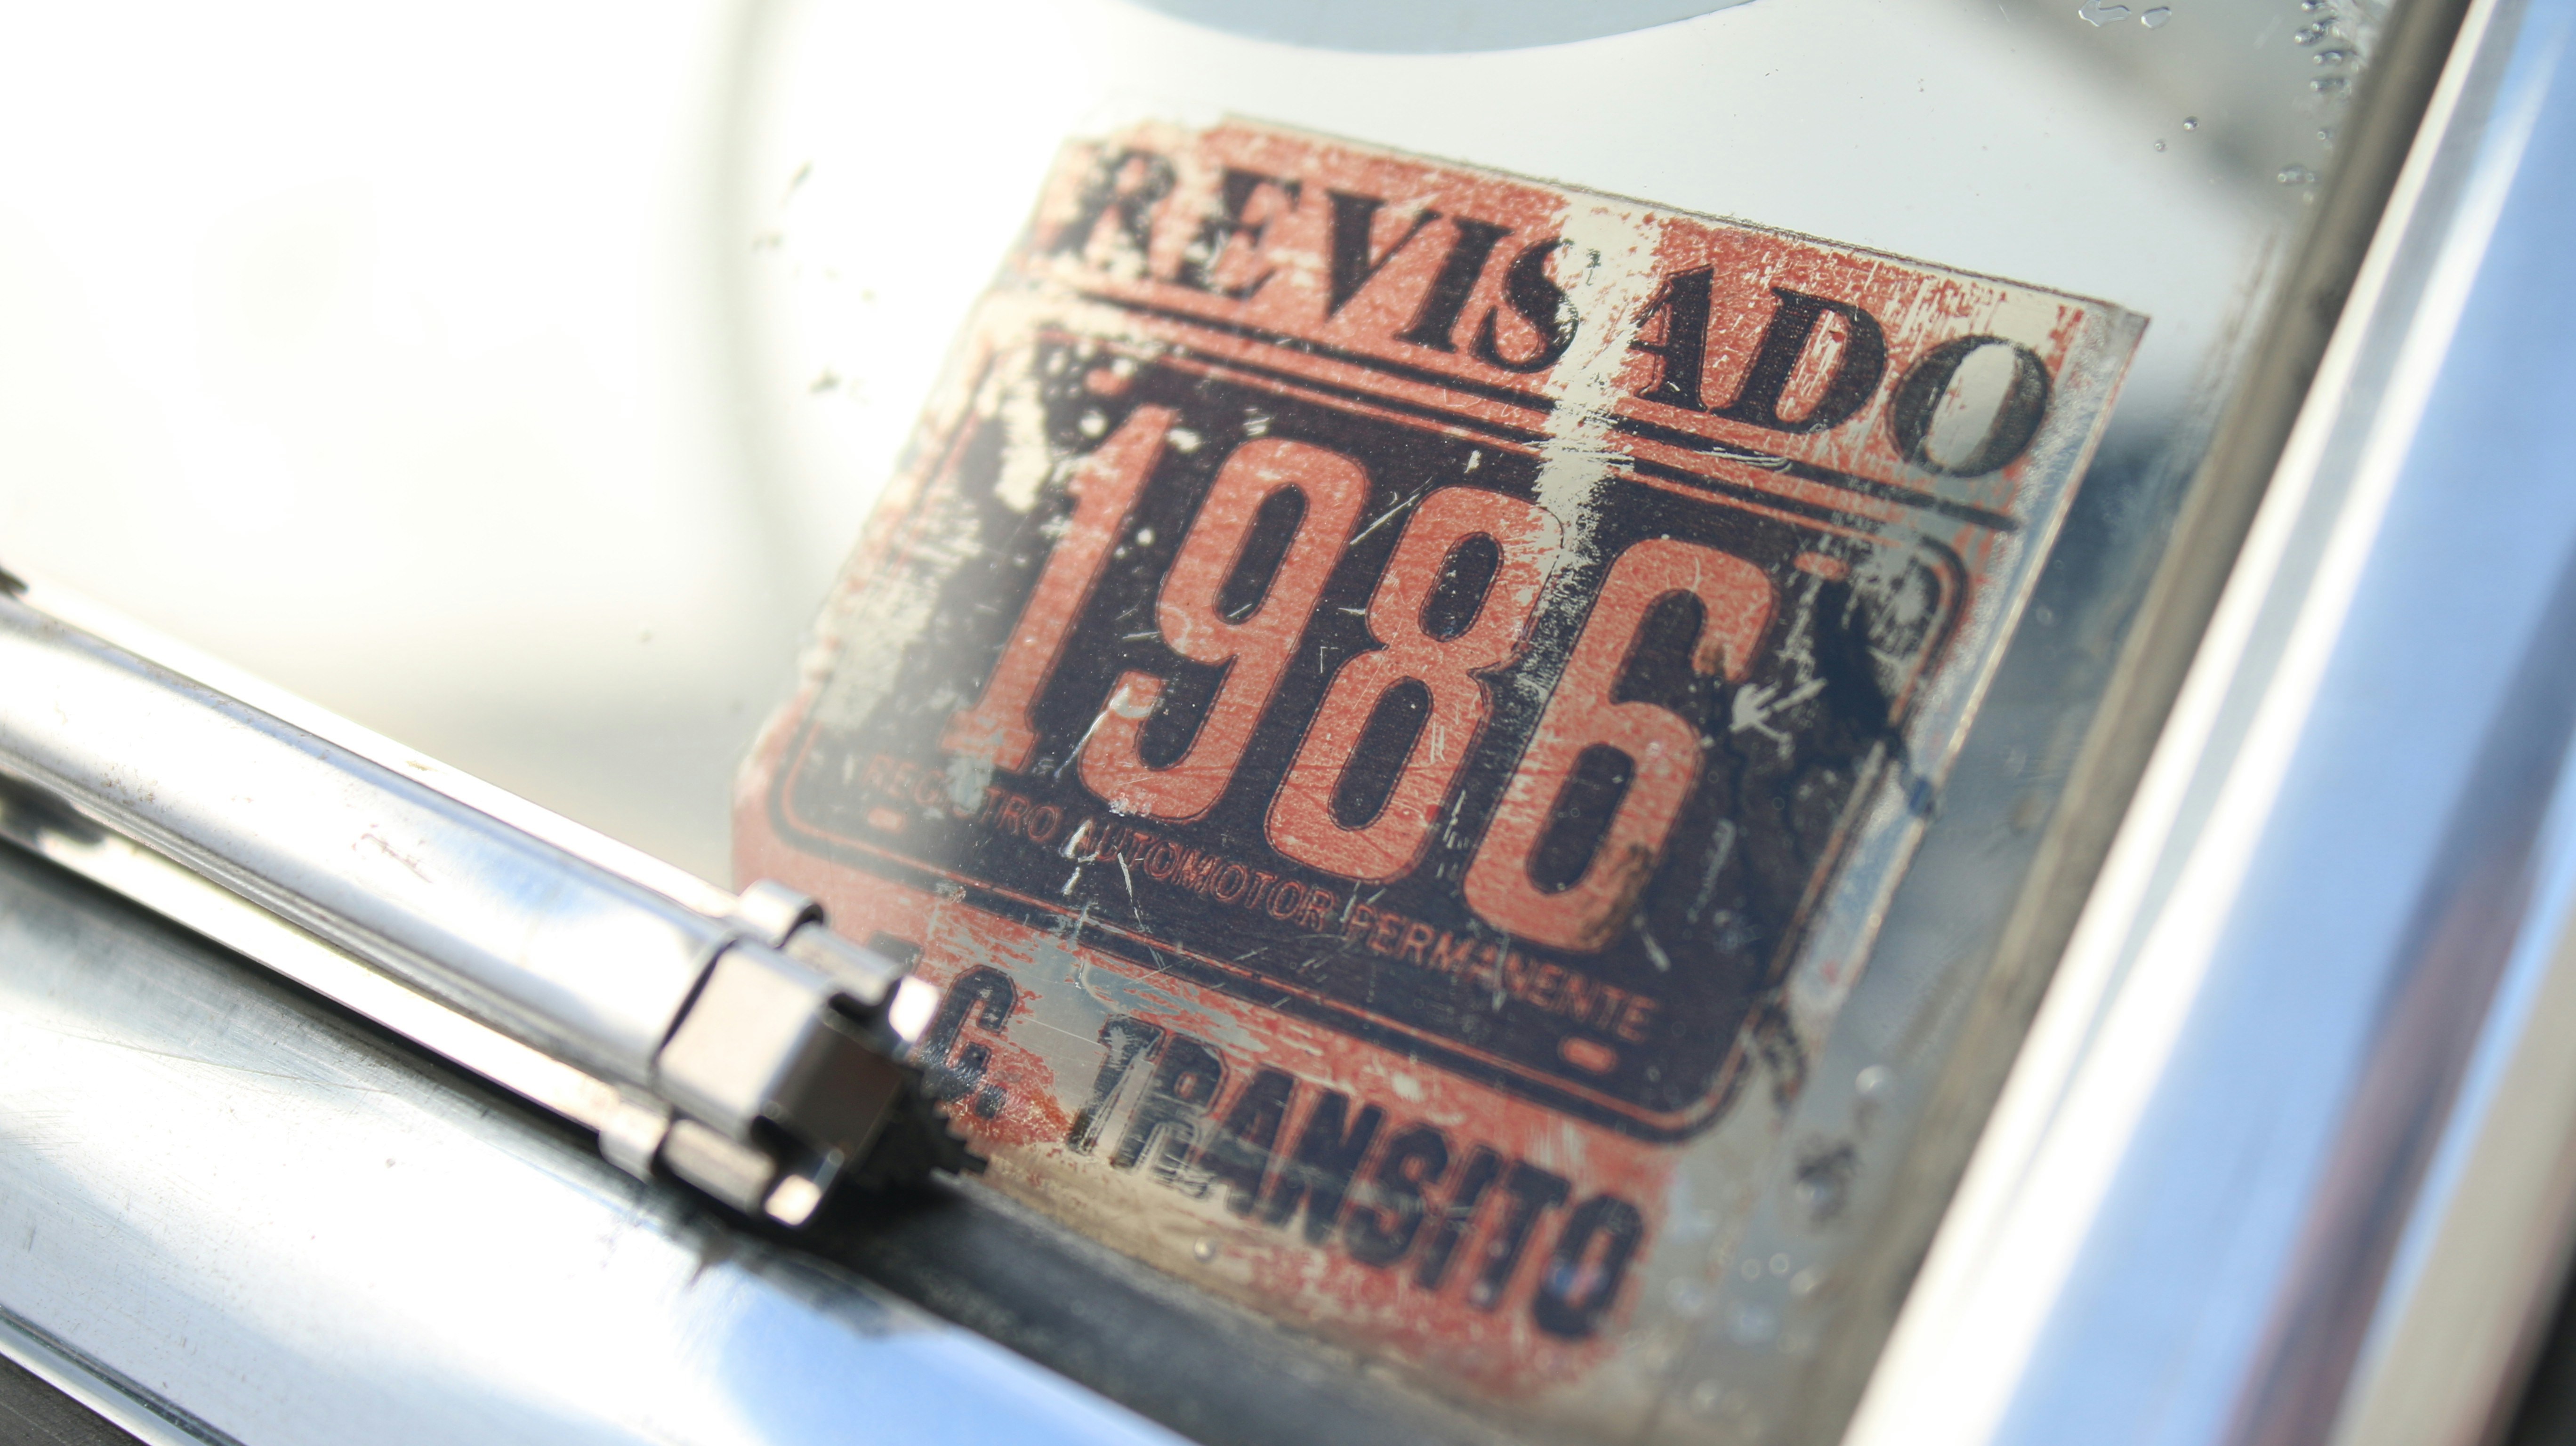 REVISADO
1986
REGISTRO AUTOMOTOR PERMANENTE
TRANSITO